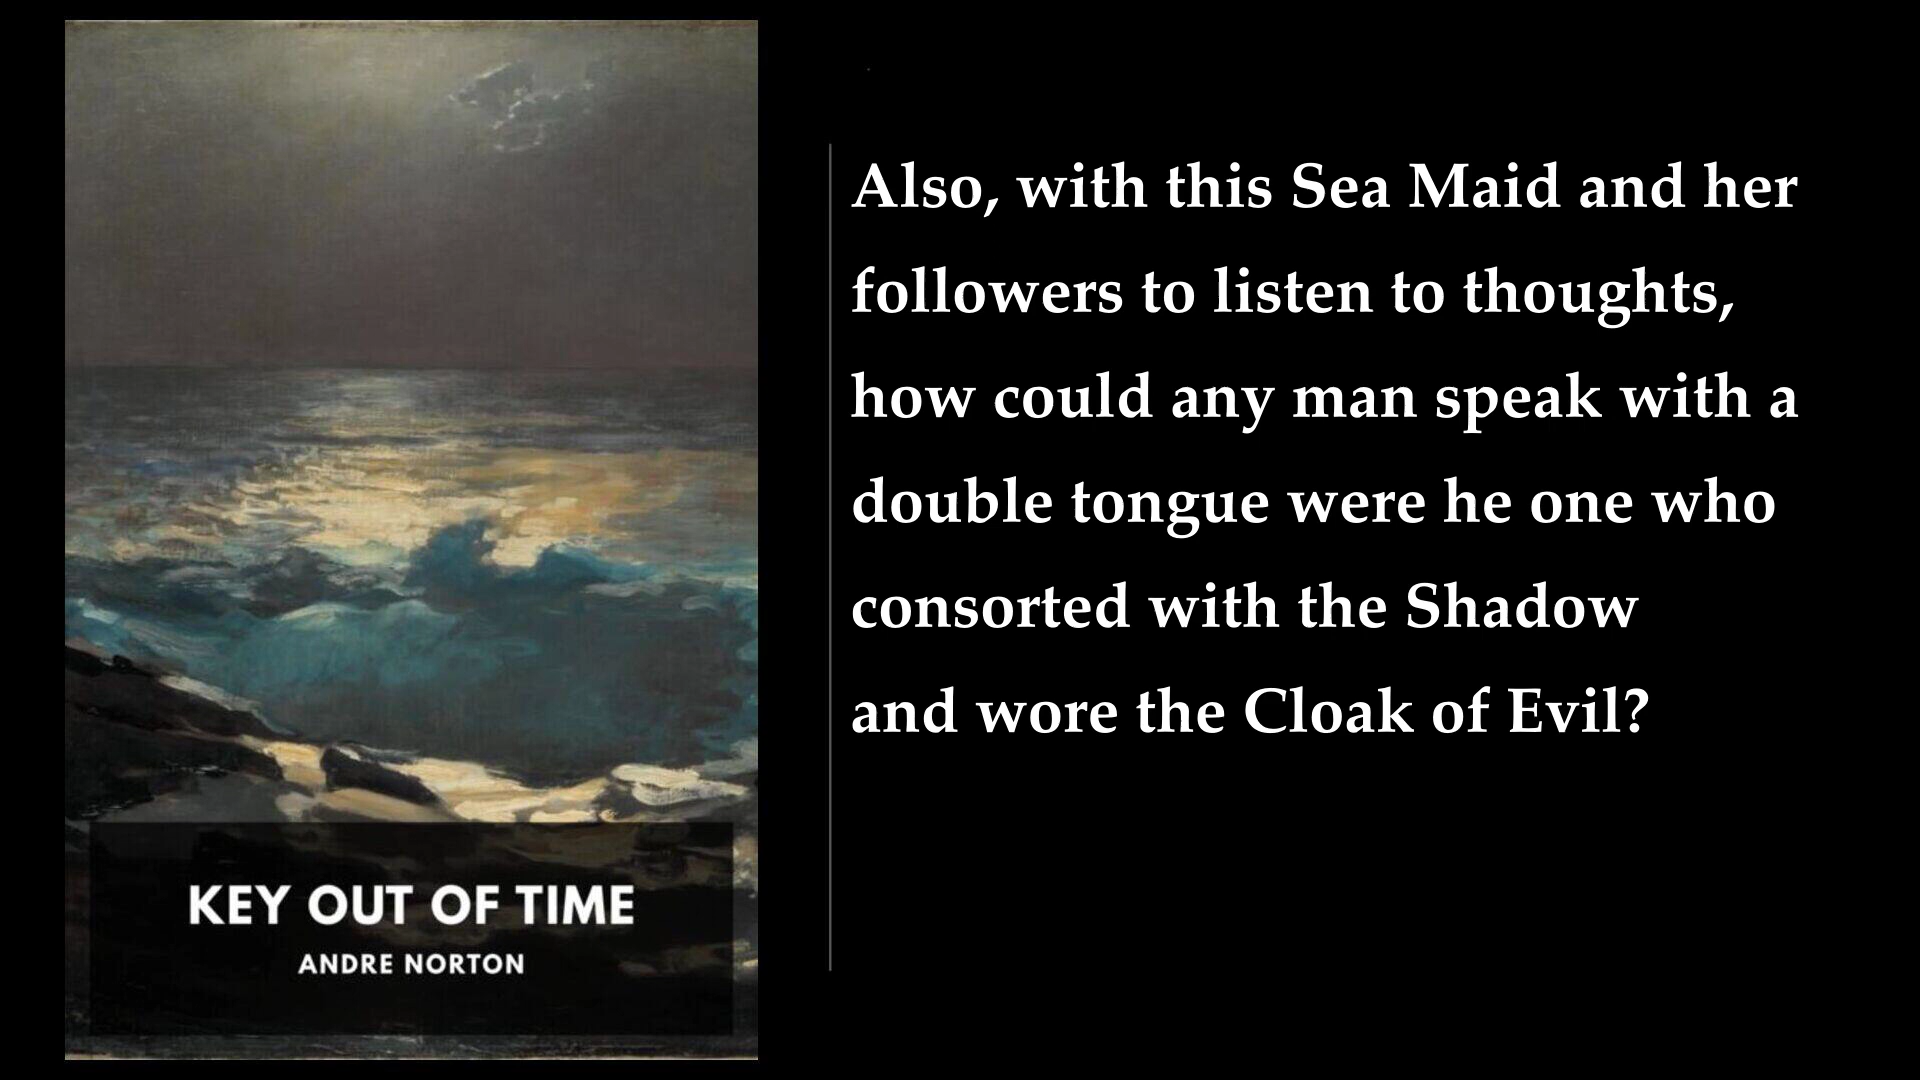 Also, with this Sea Maid and her
followers to listen to thoughts,
how could any man speak with a
double tongue were he one who
consorted with the Shadow
and wore the Cloak of Evil?
KEY OUT OF TIME
ANDRE NORTON